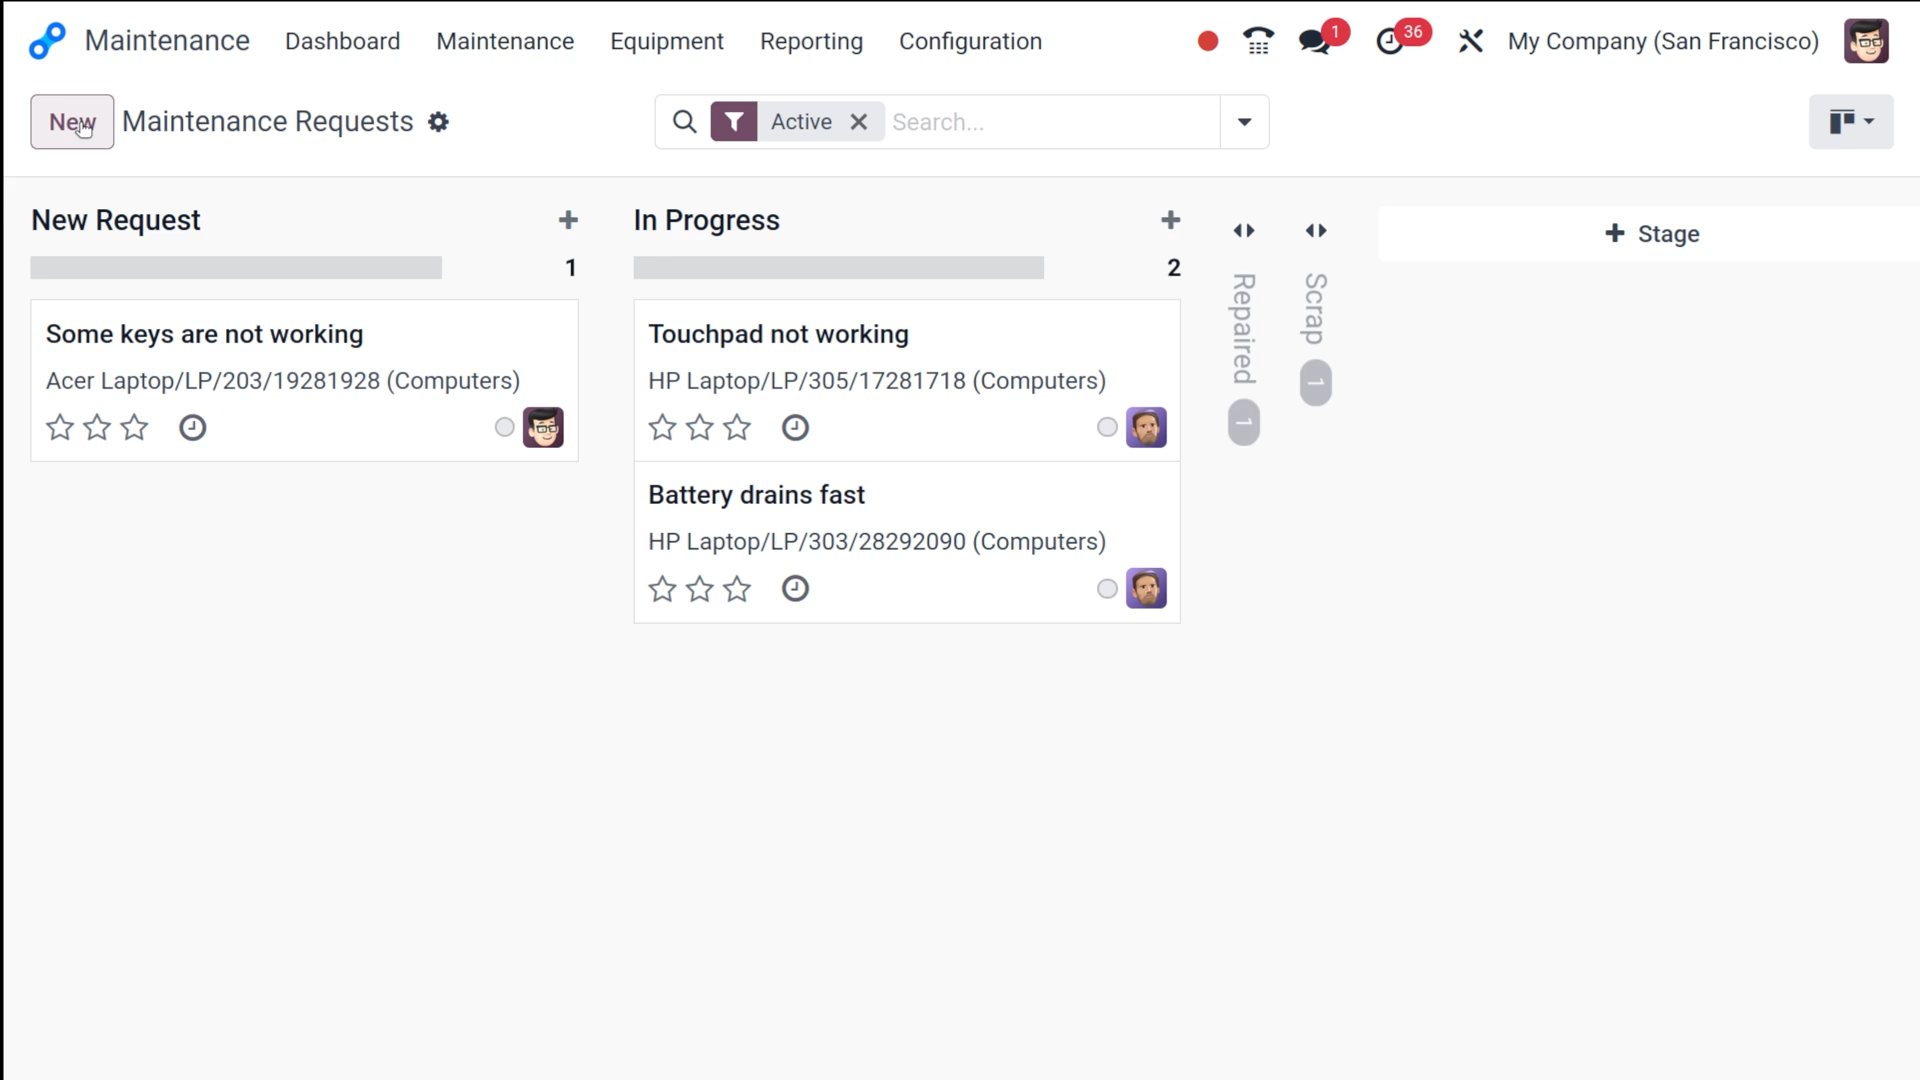 Maintenance Dashboard Maintenance Equipment Reporting Configuration 1 36 My Company (San Francisco)
New Maintenance Requests Active Search...
New Request
1
Some keys are not working
Acer Laptop/LP/203/19281928 (Computers)
In Progress
2
Touchpad not working
HP Laptop/LP/305/17281718 (Computers)
Battery drains fast
HP Laptop/LP/303/28292090 (Computers)
Repaired 1
Scrap 1
Stage